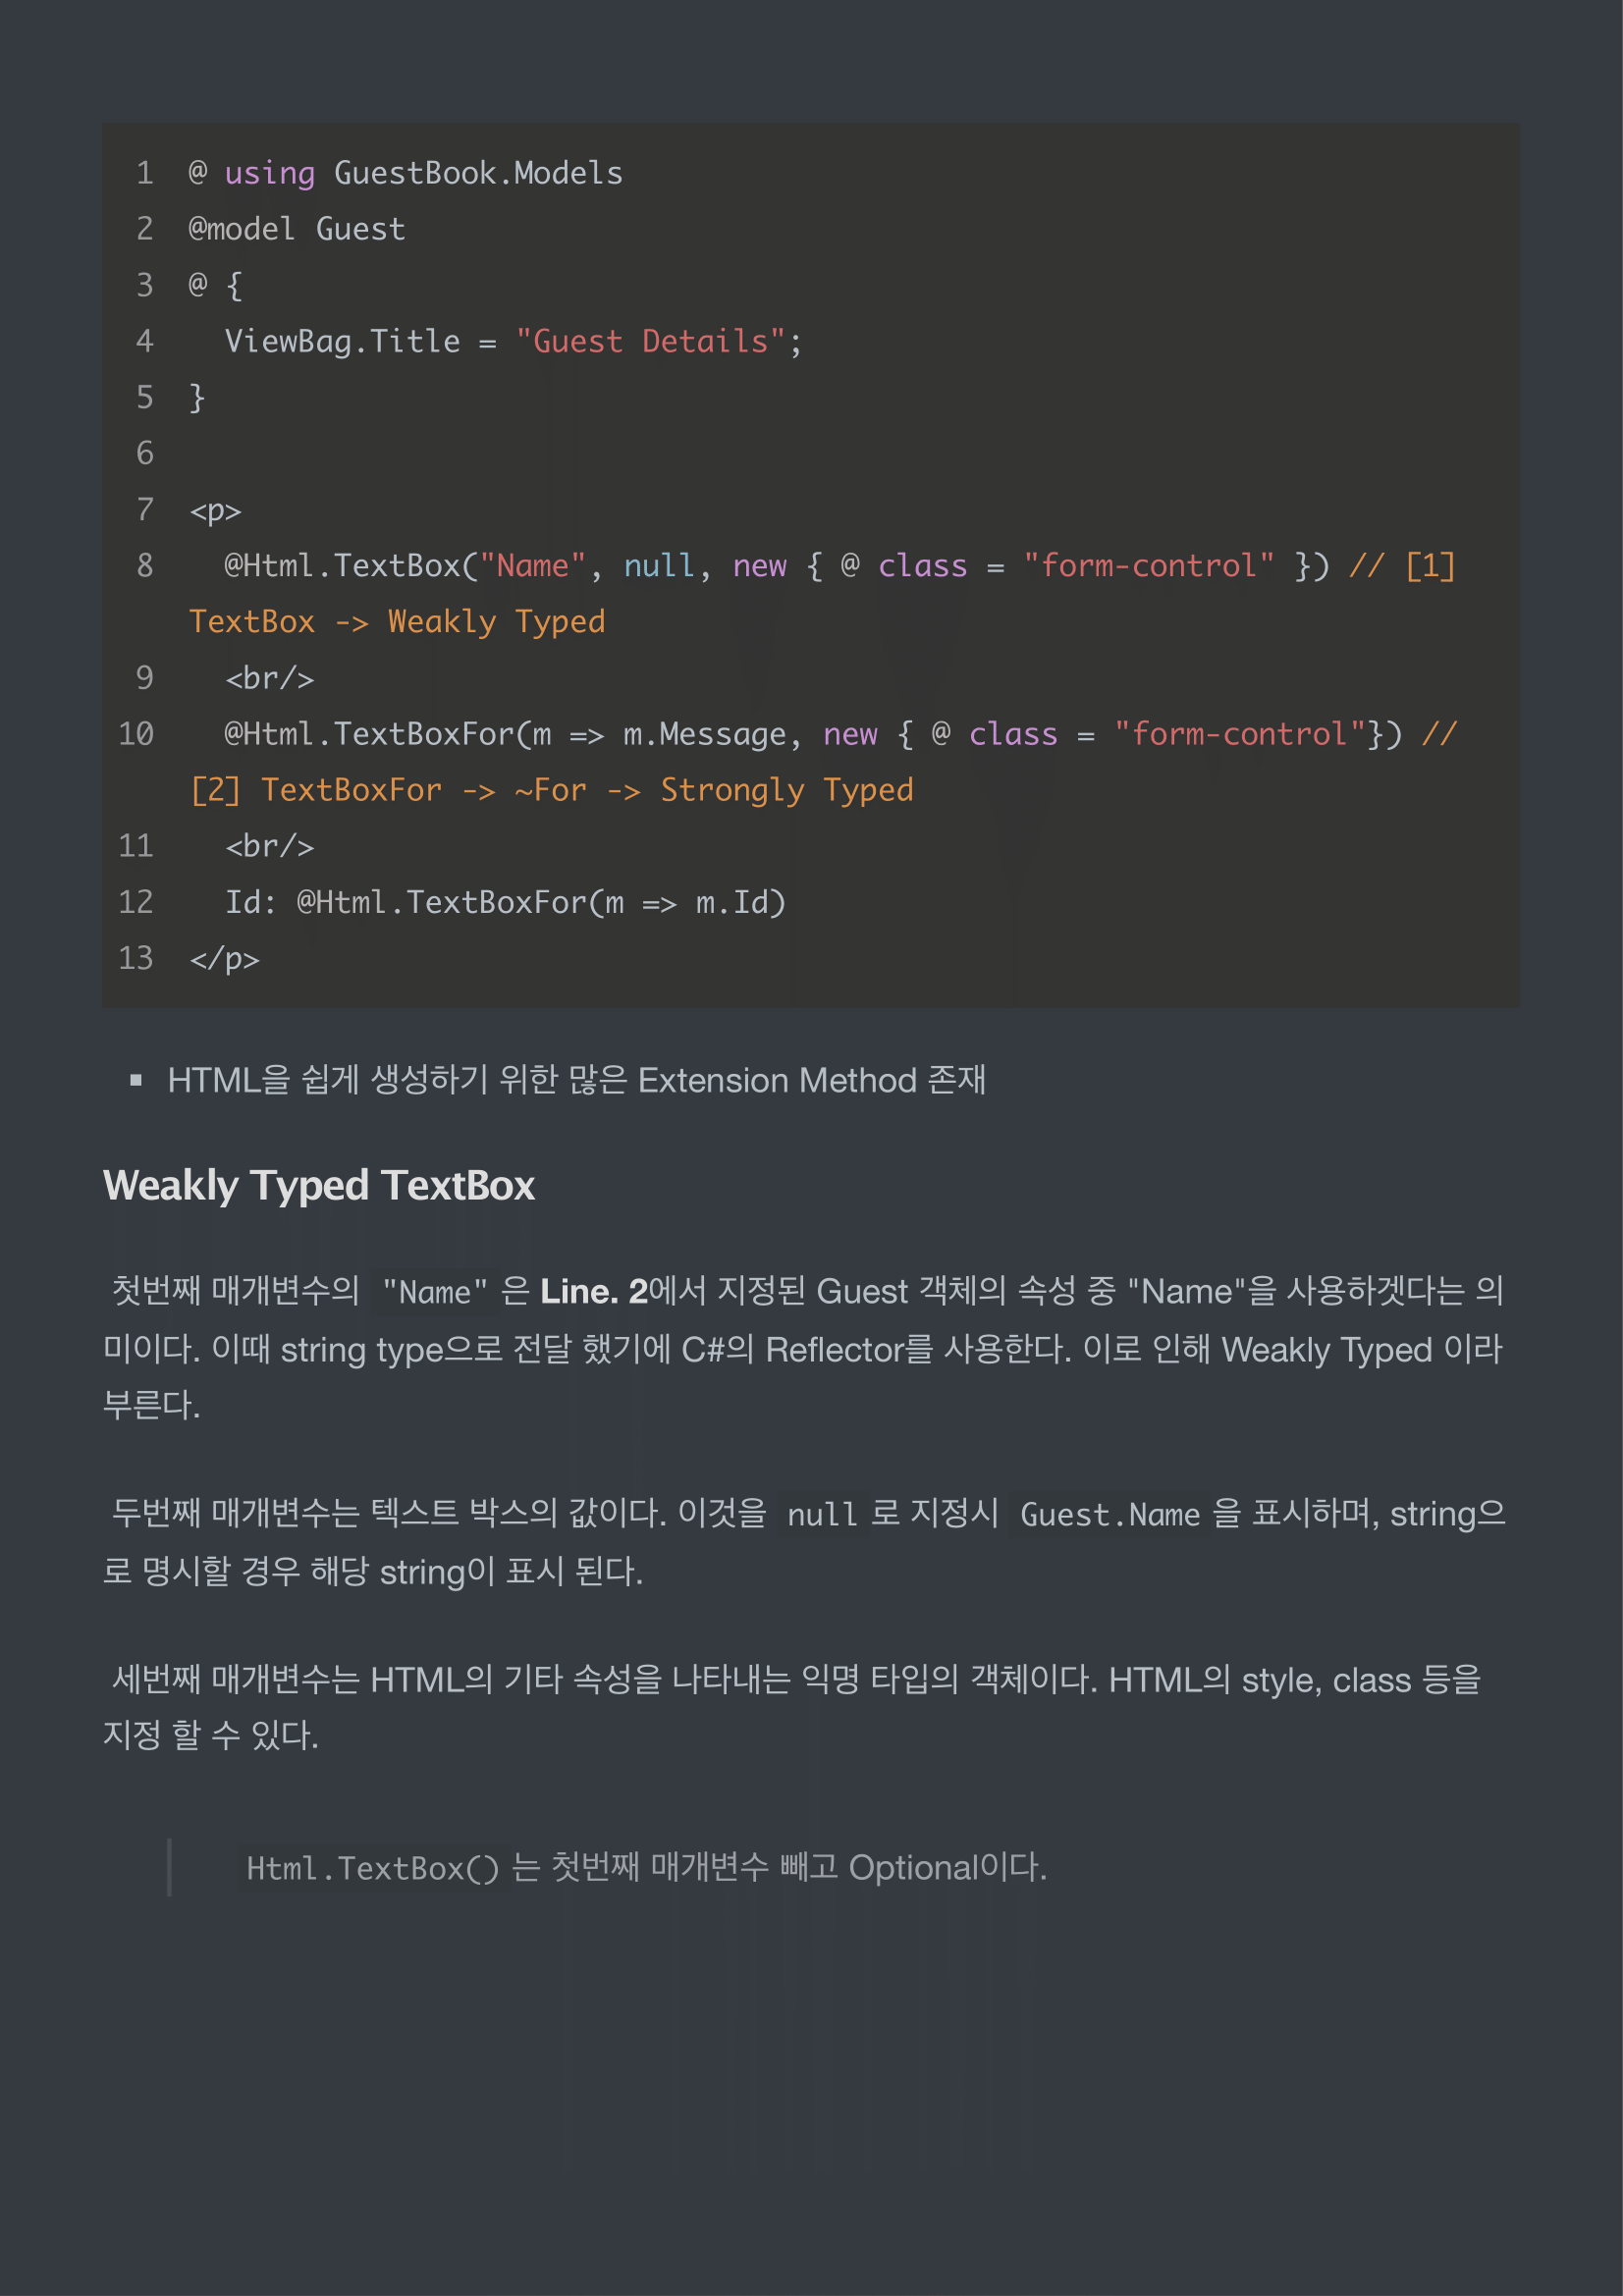 1 @ using GuestBook.Models
2 @model Guest
3 @ {
4   ViewBag.Title = "Guest Details";
5 }
6
7 <p>
8   @Html.TextBox("Name", null, new { @ class = "form-control" }) // [1]
TextBox -> Weakly Typed
9   <br/>
10   @Html.TextBoxFor(m => m.Message, new { @ class = "form-control"}) //
[2] TextBoxFor -> ~For -> Strongly Typed
11   <br/>
12   Id: @Html.TextBoxFor(m => m.Id)
13 </p>
▪ HTML을 쉽게 생성하기 위한 많은 Extension Method 존재
Weakly Typed TextBox
첫번째 매개변수의 "Name" 은 Line. 2에서 지정된 Guest 객체의 속성 중 "Name"을 사용하겟다는 의
미이다. 이때 string type으로 전달 했기에 C#의 Reflector를 사용한다. 이로 인해 Weakly Typed 이라
부른다.
두번째 매개변수는 텍스트 박스의 값이다. 이것을 null 로 지정시 Guest.Name 을 표시하며, string으
로 명시할 경우 해당 string이 표시 된다.
세번째 매개변수는 HTML의 기타 속성을 나타내는 익명 타입의 객체이다. HTML의 style, class 등을
지정 할 수 있다.
Html.TextBox() 는 첫번째 매개변수 빼고 Optional이다.